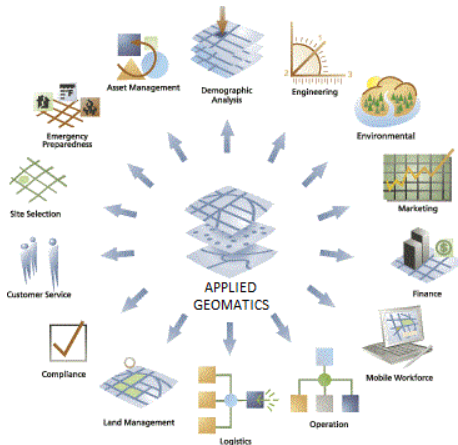 Asset Management
Demographic
Analysis
Engineering
Emergency
Preparedness
Environmental
Site Selection
Marketing
APPLIED
GEOMATICS
Customer Service
Finance
Compliance
Mobile Workforce
Land Management
Logistics
Operation